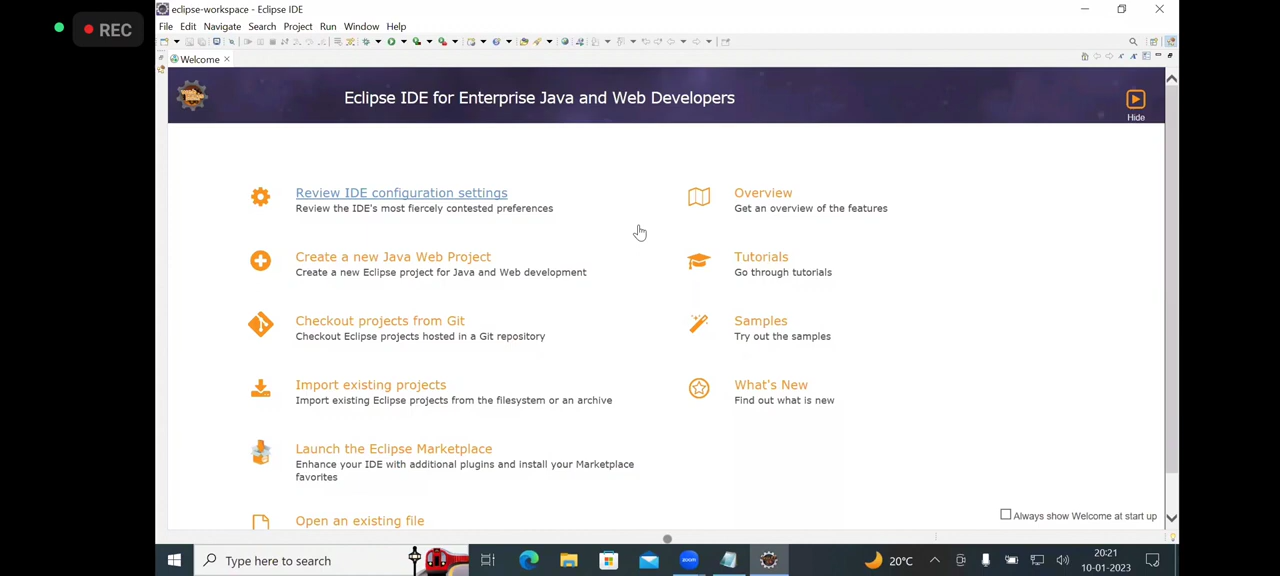 REC
eclipse-workspace - Eclipse IDE
File Edit Navigate Search Project Run Window Help
Welcome
Eclipse IDE for Enterprise Java and Web Developers
Hide
Review IDE configuration settings
Review the IDE's most fiercely contested preferences
Overview
Get an overview of the features
Create a new Java Web Project
Create a new Eclipse project for Java and Web development
Tutorials
Go through tutorials
Checkout projects from Git
Checkout Eclipse projects hosted in a Git repository
Samples
Try out the samples
Import existing projects
Import existing Eclipse projects from the filesystem or an archive
What's New
Find out what is new
Launch the Eclipse Marketplace
Enhance your IDE with additional plugins and install your Marketplace
favorites
Open an existing file
Always show Welcome at start up
Type here to search
zoom
20°C
20:21
10-01-2023